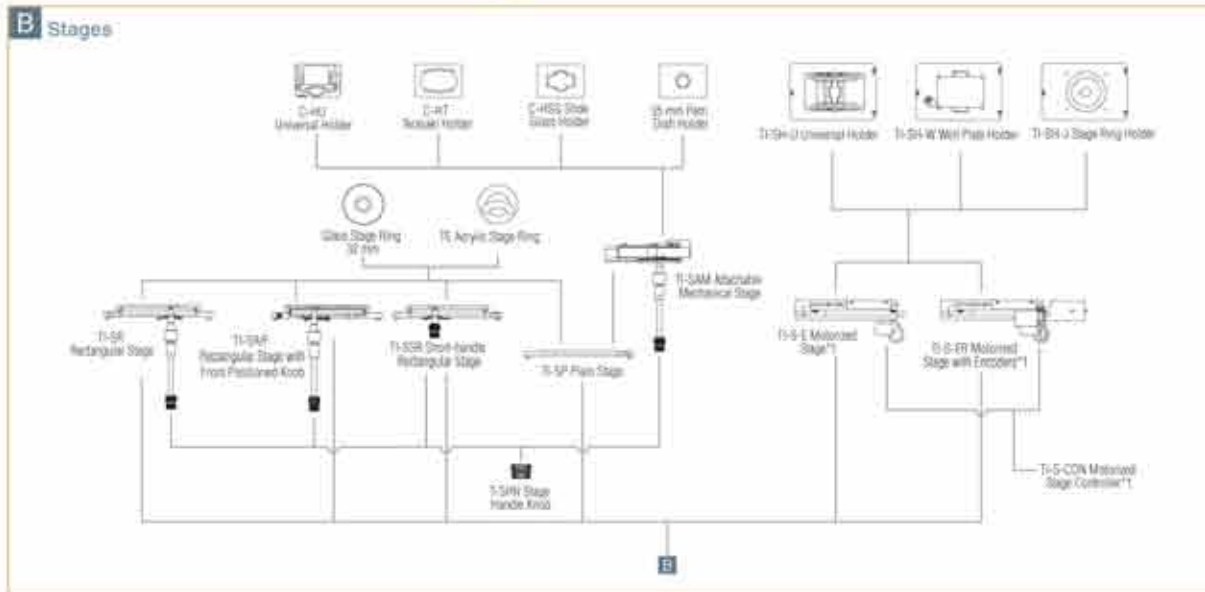 B Stages
C-HU
Universal Holder
C-HT
Terasaki Holder
C-HSG Slide
Glass Holder
35 mm Petri
Dish Holder
TI-SH-U Universal Holder
TI-SH-W Well Plate Holder
TI-SH-J Stage Ring Holder
Glass Stage Ring
32 mm
TE Acrylic Stage Ring
TI-SAM Attachable
Mechanical Stage
TI-SR
Rectangular Stage
Rectangular Stage with
Front Positioned Knob
TI-SSR Short-handle
Rectangular Stage
TI-SP Plain Stage
TI-S-E Motorized
Stage*1
TI-S-ER Motorized
Stage with Encoders*1
TI-S-CON Motorized
Stage Controller*1
Stage
Handle Knob
B